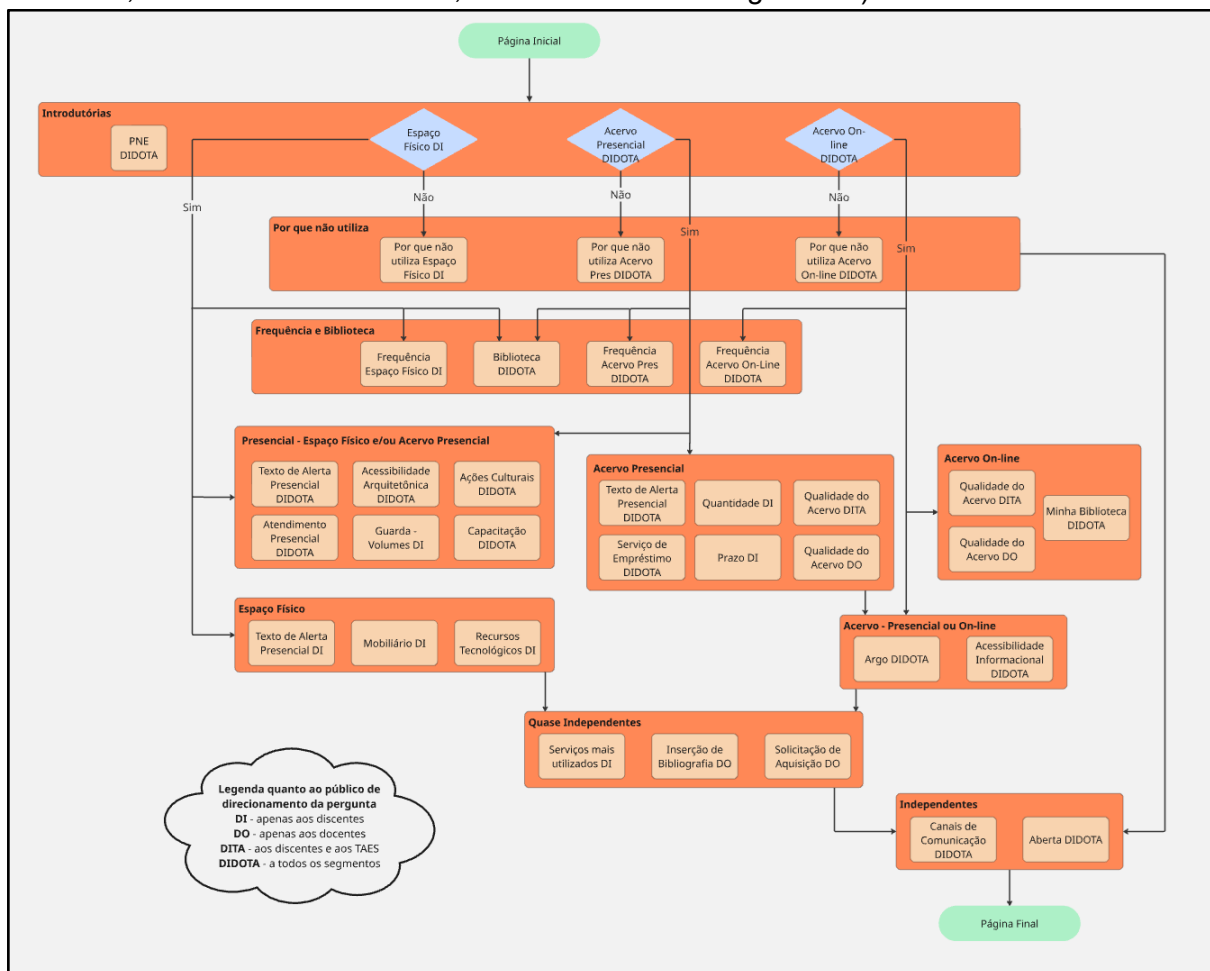 Página Inicial
Introdutórias
PNE
DIDOTA
Espaço
Físico DI
Acervo
Presencial
DIDOTA
Acervo On-
line
DIDOTA
Sim
Não
Não
Não
Por que não utiliza
Sim
Sim
Por que não
utiliza Espaço
Físico DI
Por que não
utiliza Acervo
Pres DIDOTA
Por que não
utiliza Acervo
On-line DIDOTA
Frequência e Biblioteca
Frequência
Espaço Físico DI
Biblioteca
DIDOTA
Frequência
Acervo Pres
DIDOTA
Frequência
Acervo On-Line
DIDOTA
Presencial - Espaço Físico e/ou Acervo Presencial
Texto de Alerta
Presencial
DIDOTA
Acessibilidade
Arquitetônica
DIDOTA
Ações Culturais
DIDOTA
Atendimento
Presencial
DIDOTA
Guarda -
Volumes DI
Capacitação
DIDOTA
Acervo Presencial
Texto de Alerta
Presencial
DIDOTA
Quantidade DI
Qualidade do
Acervo DITA
Serviço de
Empréstimo
DIDOTA
Prazo DI
Qualidade do
Acervo DO
Acervo On-line
Qualidade do
Acervo DITA
Minha Biblioteca
DIDOTA
Qualidade do
Acervo DO
Espaço Físico
Texto de Alerta
Presencial DI
Mobiliário DI
Recursos
Tecnológicos DI
Acervo - Presencial ou On-line
Argo DIDOTA
Acessibilidade
Informacional
DIDOTA
Quase Independentes
Serviços mais
utilizados DI
Inserção de
Bibliografia DO
Solicitação de
Aquisição DO
Legenda quanto ao público de
direcionamento da pergunta
DI - apenas aos discentes
DO - apenas aos docentes
DITA - aos discentes e aos TAES
DIDOTA - a todos os segmentos
Independentes
Canais de
Comunicação
DIDOTA
Aberta DIDOTA
Página Final